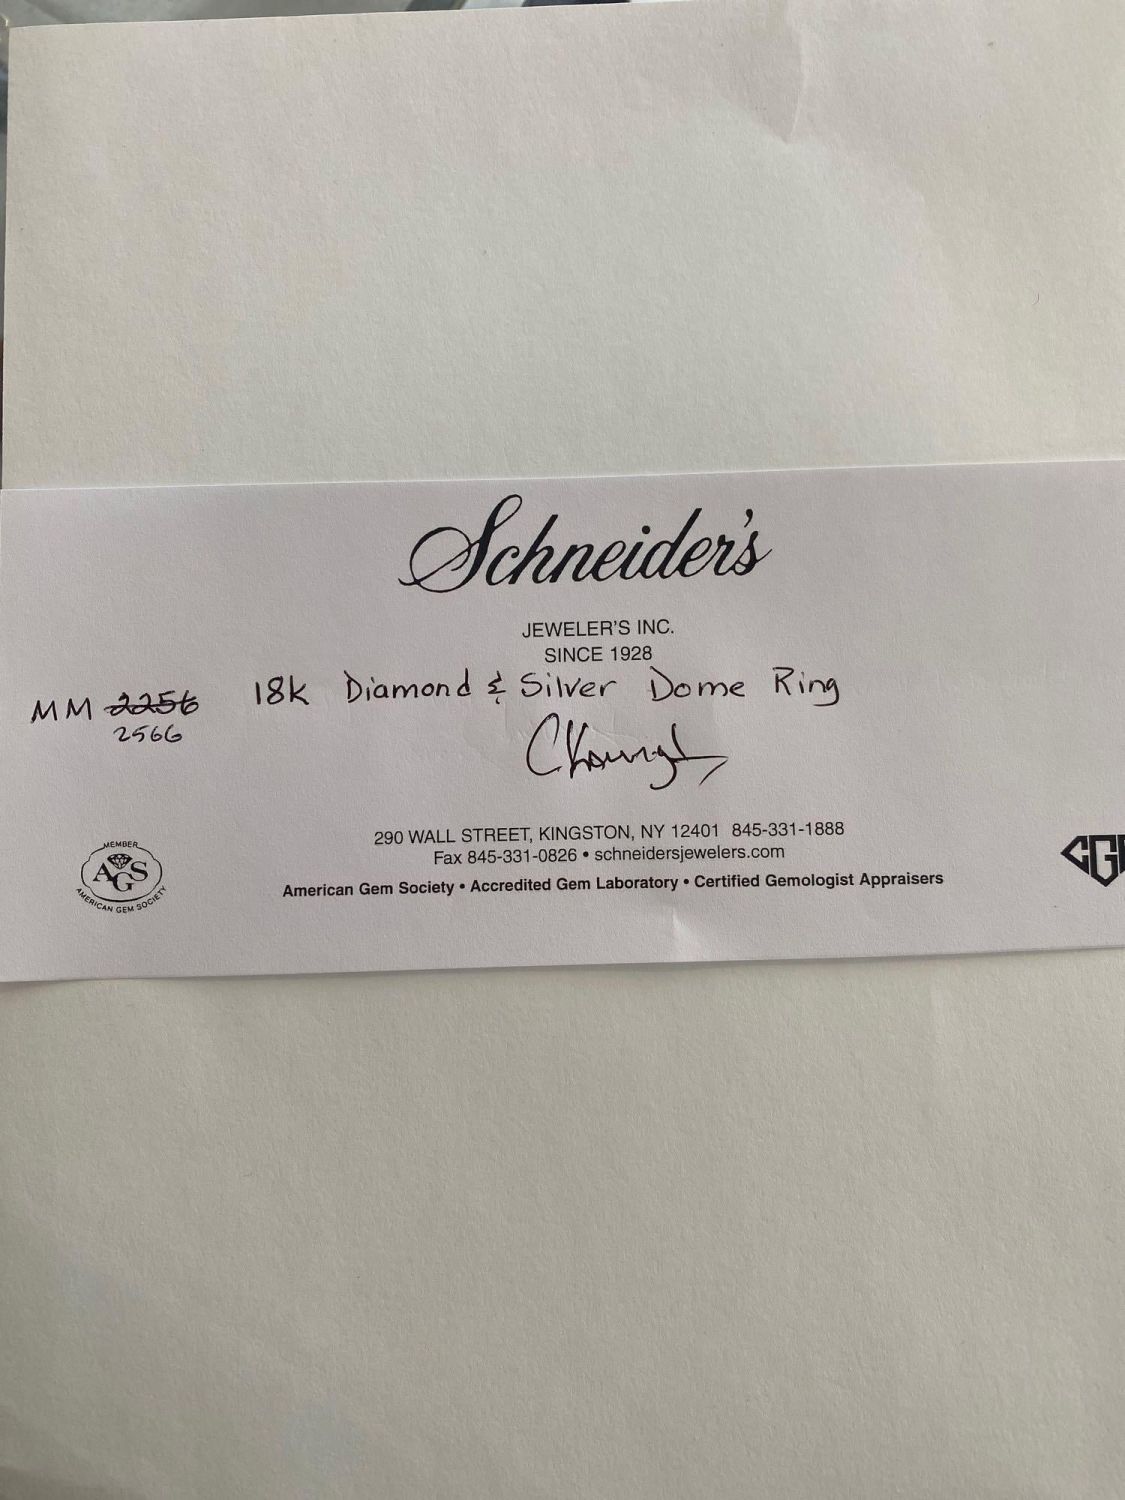 Schneider's
JEWELER'S INC.
SINCE 1928
MM 2256 18k Diamond & Silver Dome Ring
2566
290 WALL STREET, KINGSTON, NY 12401 845-331-1888
Fax 845-331-0826 • schneidersjewelers.com
American Gem Society • Accredited Gem Laboratory • Certified Gemologist Appraisers
MEMBER
AGS
AMERICAN GEM SOCIETY
CG